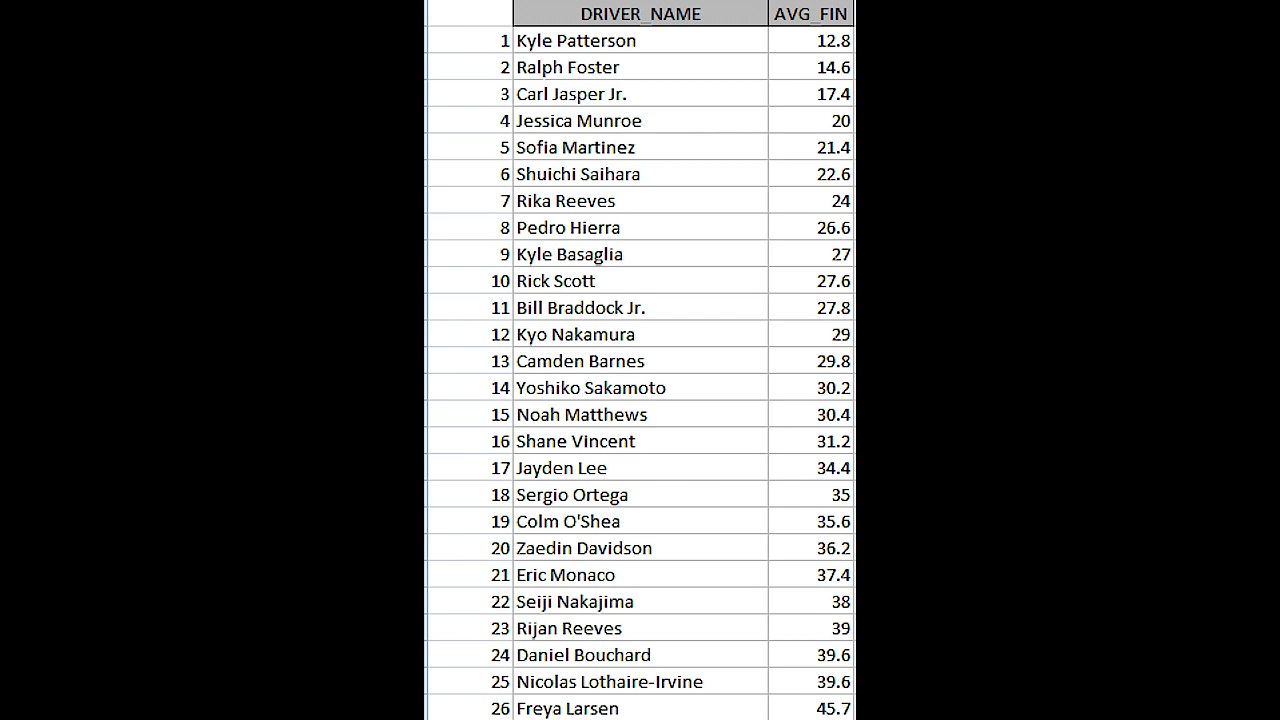 DRIVER_NAME AVG_FIN
1 Kyle Patterson 12.8
2 Ralph Foster 14.6
3 Carl Jasper Jr. 17.4
4 Jessica Munroe 20
5 Sofia Martinez 21.4
6 Shuichi Saihara 22.6
7 Rika Reeves 24
8 Pedro Hierra 26.6
9 Kyle Basaglia 27
10 Rick Scott 27.6
11 Bill Braddock Jr. 27.8
12 Kyo Nakamura 29
13 Camden Barnes 29.8
14 Yoshiko Sakamoto 30.2
15 Noah Matthews 30.4
16 Shane Vincent 31.2
17 Jayden Lee 34.4
18 Sergio Ortega 35
19 Colm O'Shea 35.6
20 Zaedin Davidson 36.2
21 Eric Monaco 37.4
22 Seiji Nakajima 38
23 Rijan Reeves 39
24 Daniel Bouchard 39.6
25 Nicolas Lothaire-Irvine 39.6
26 Freya Larsen 45.7